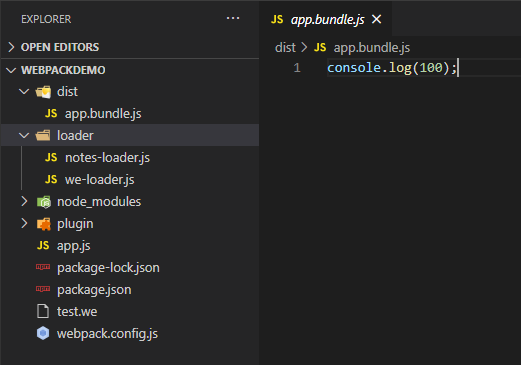 EXPLORER
OPEN EDITORS
WEBPACKDEMO
dist
JS app.bundle.js
loader
JS notes-loader.js
JS we-loader.js
node_modules
plugin
JS app.js
npm package-lock.json
npm package.json
test.we
webpack.config.js
JS app.bundle.js
dist > JS app.bundle.js
1 console.log(100);